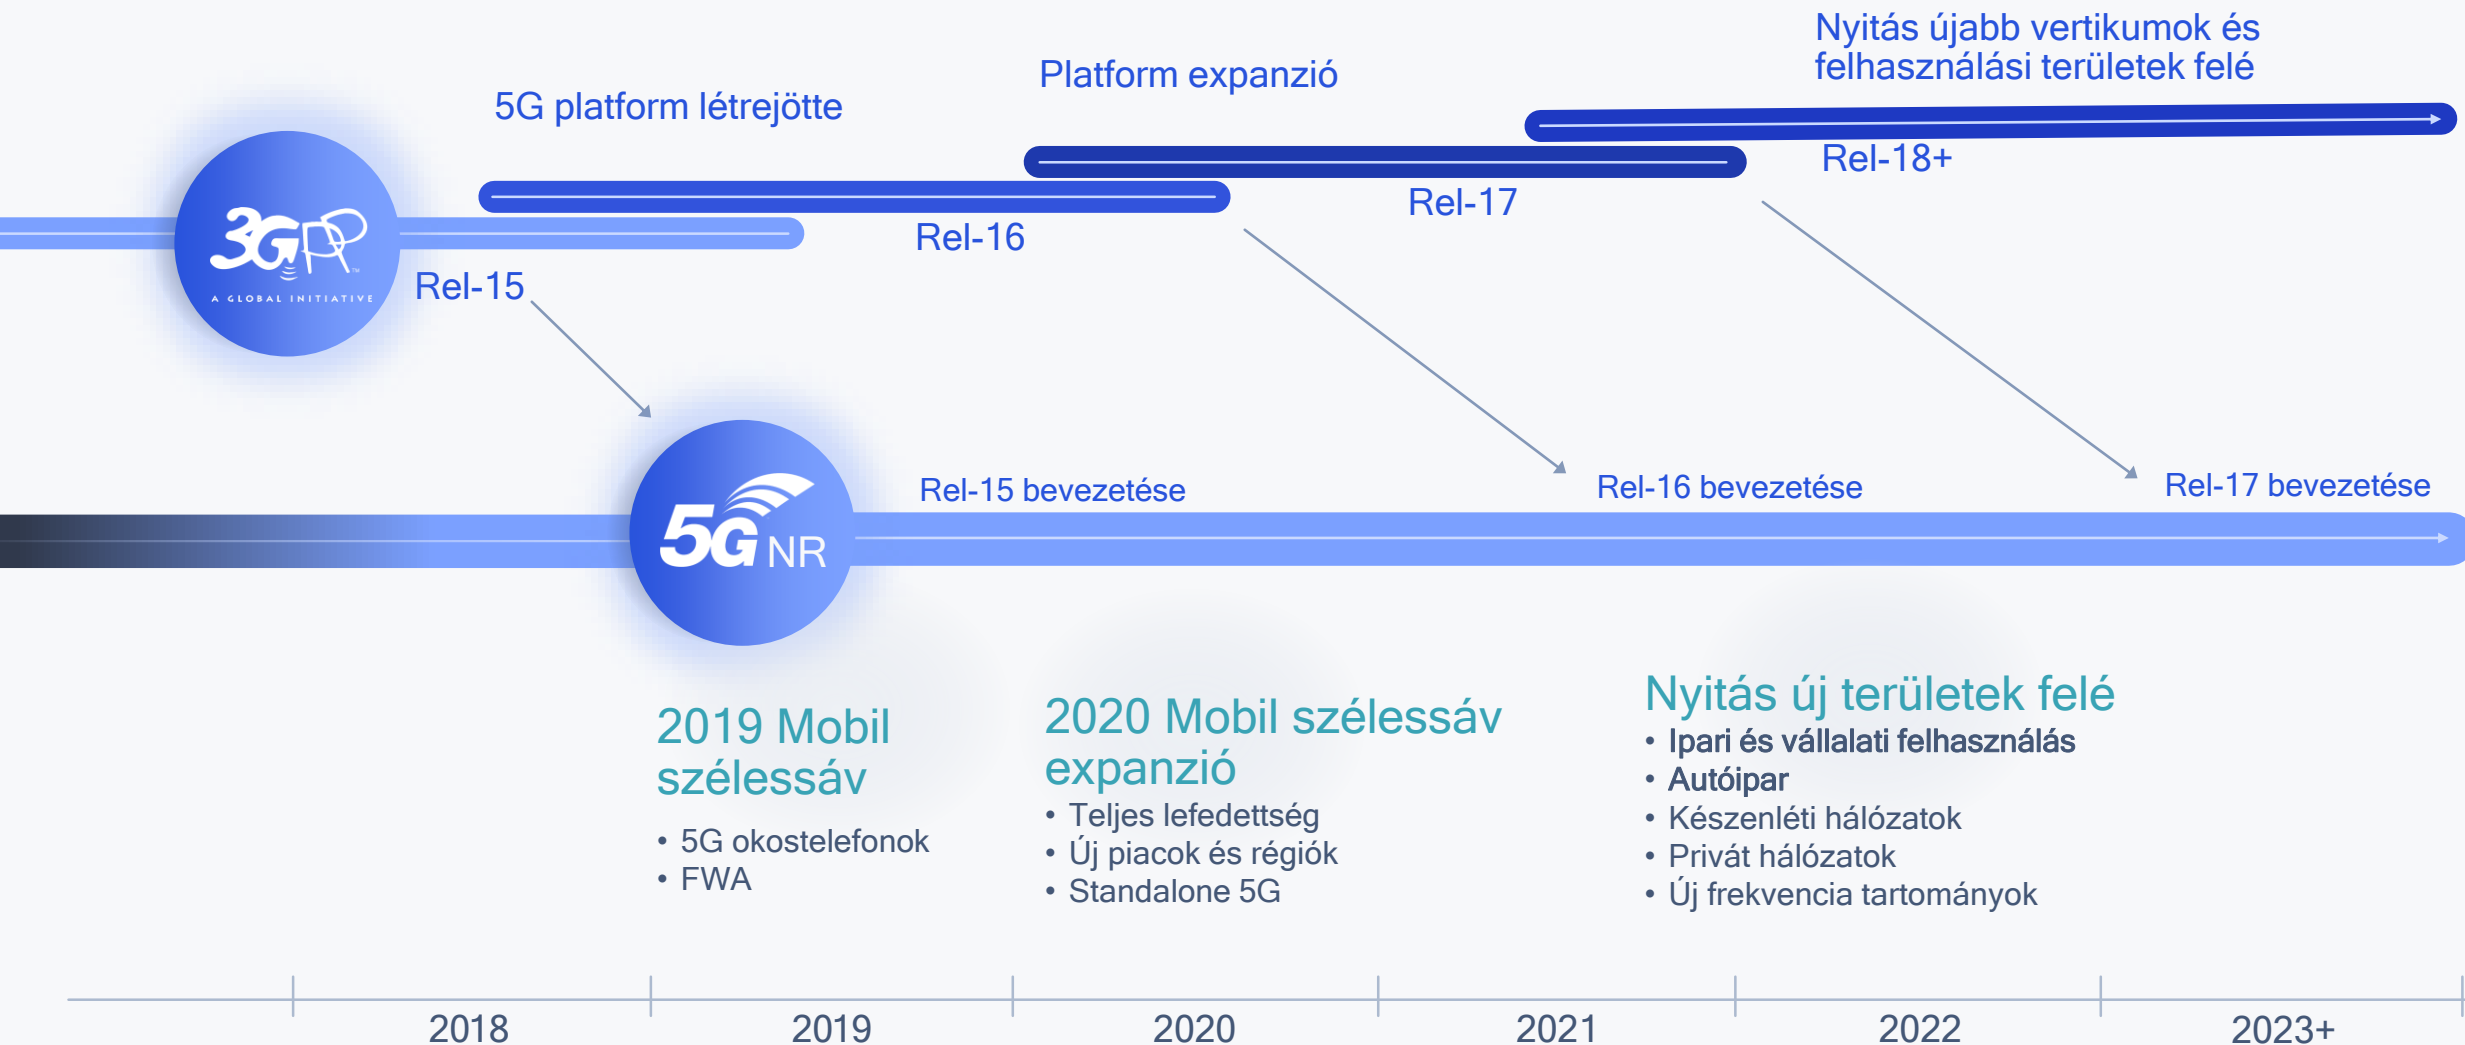 Nyitás újabb vertikumok és
felhasználási területek felé
Platform expanzió
5G platform létrejötte
Rel-18+
Rel-17
Rel-16
3GPP
TM
A GLOBAL INITIATIVE
Rel-15
Rel-15 bevezetése
Rel-16 bevezetése
Rel-17 bevezetése
5G NR
2019 Mobil
szélessáv
• 5G okostelefonok
• FWA
2020 Mobil szélessáv
expanzió
• Teljes lefedettség
• Új piacok és régiók
• Standalone 5G
Nyitás új területek felé
• Ipari és vállalati felhasználás
• Autóipar
• Készenléti hálózatok
• Privát hálózatok
• Új frekvencia tartományok
2018
2019
2020
2021
2022
2023+